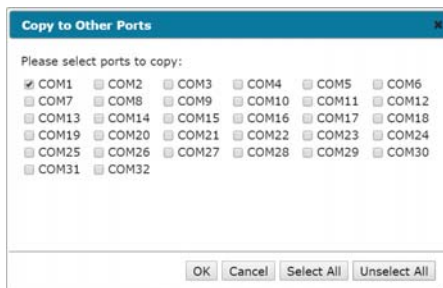 Copy to Other Ports
Please select ports to copy:
COM1 COM2 COM3 COM4 COM5 COM6
COM7 COM8 COM9 COM10 COM11 COM12
COM13 COM14 COM15 COM16 COM17 COM18
COM19 COM20 COM21 COM22 COM23 COM24
COM25 COM26 COM27 COM28 COM29 COM30
COM31 COM32
OK Cancel Select All Unselect All